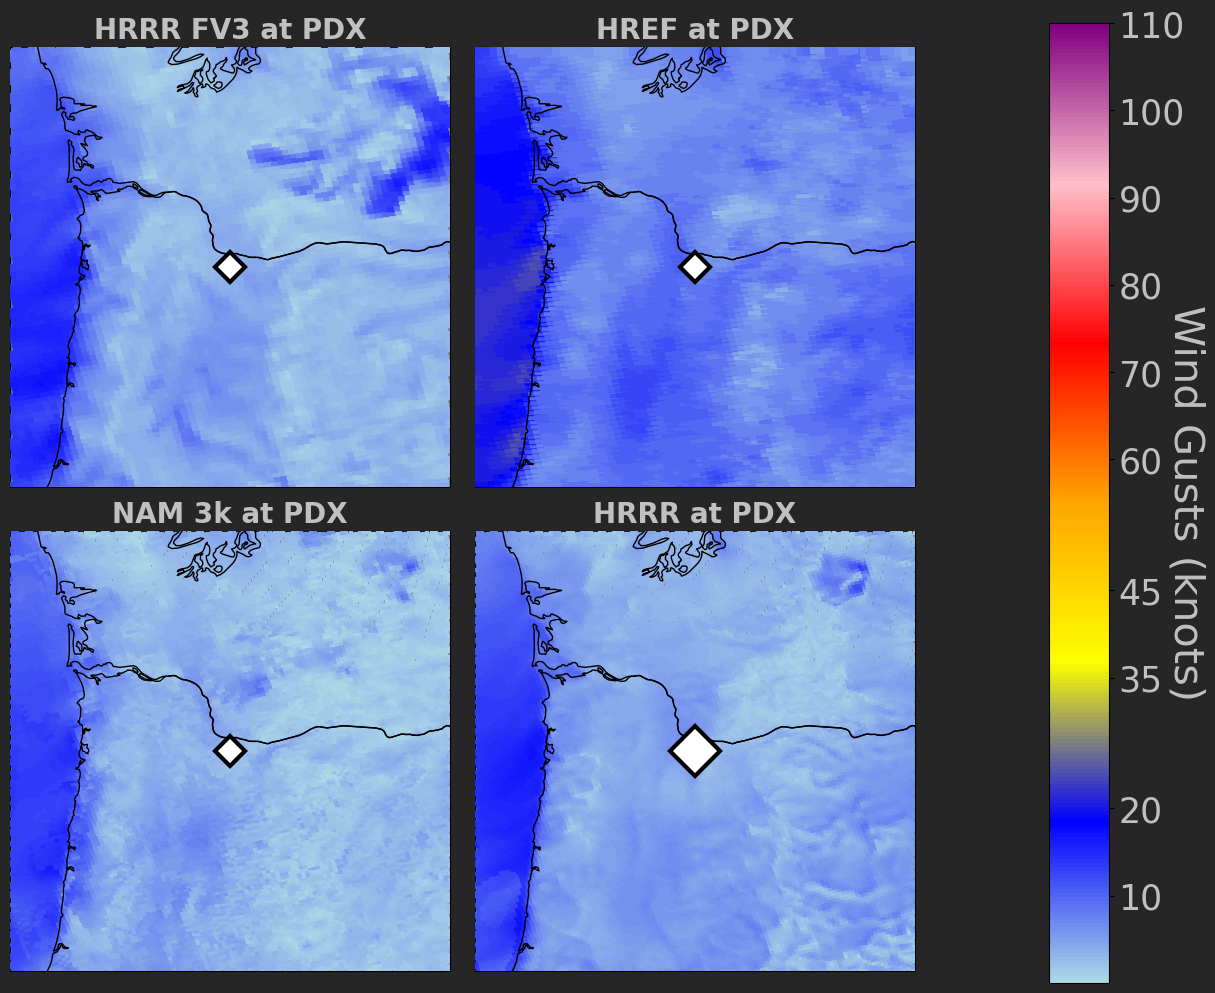 HRRR FV3 at PDX
HREF at PDX
NAM 3k at PDX
HRRR at PDX
110
100
90
80
70
60
45
35
20
10
Wind Gusts (knots)